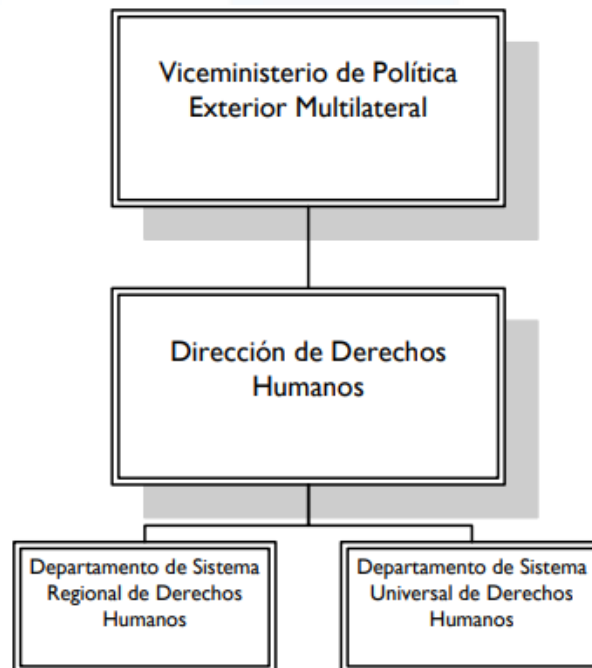 Viceministerio de Política
Exterior Multilateral
Dirección de Derechos
Humanos
Departamento de Sistema
Regional de Derechos
Humanos
Departamento de Sistema
Universal de Derechos
Humanos